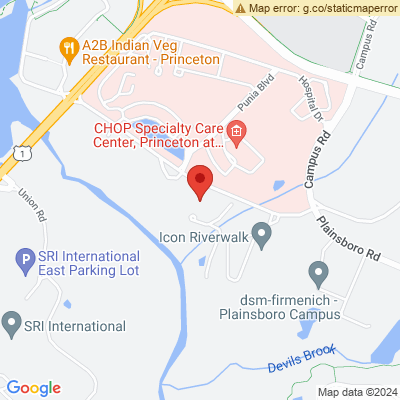 Map error: g.co/staticmaperror
A2B Indian Veg
Restaurant - Princeton
Campus Rd
Punia Blvd
Hospital Dr
CHOP Specialty Care
Center, Princeton at...
1
Campus Rd
Union Rd
Icon Riverwalk
Plainsboro Rd
SRI International
East Parking Lot
dsm-firmenich -
Plainsboro Campus
SRI International
Devils Brook
Google
Map data ©2024